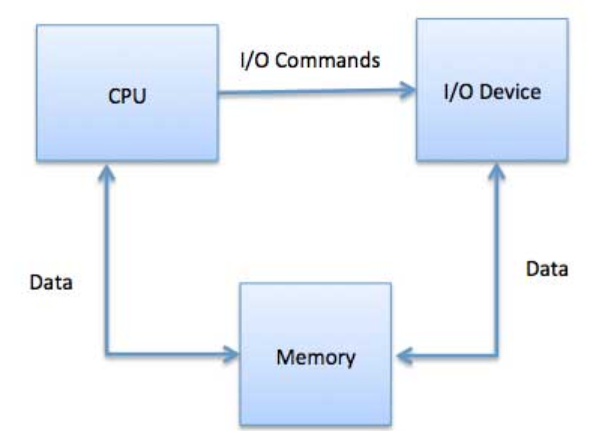 I/O Commands
CPU
I/O Device
Data
Data
Memory